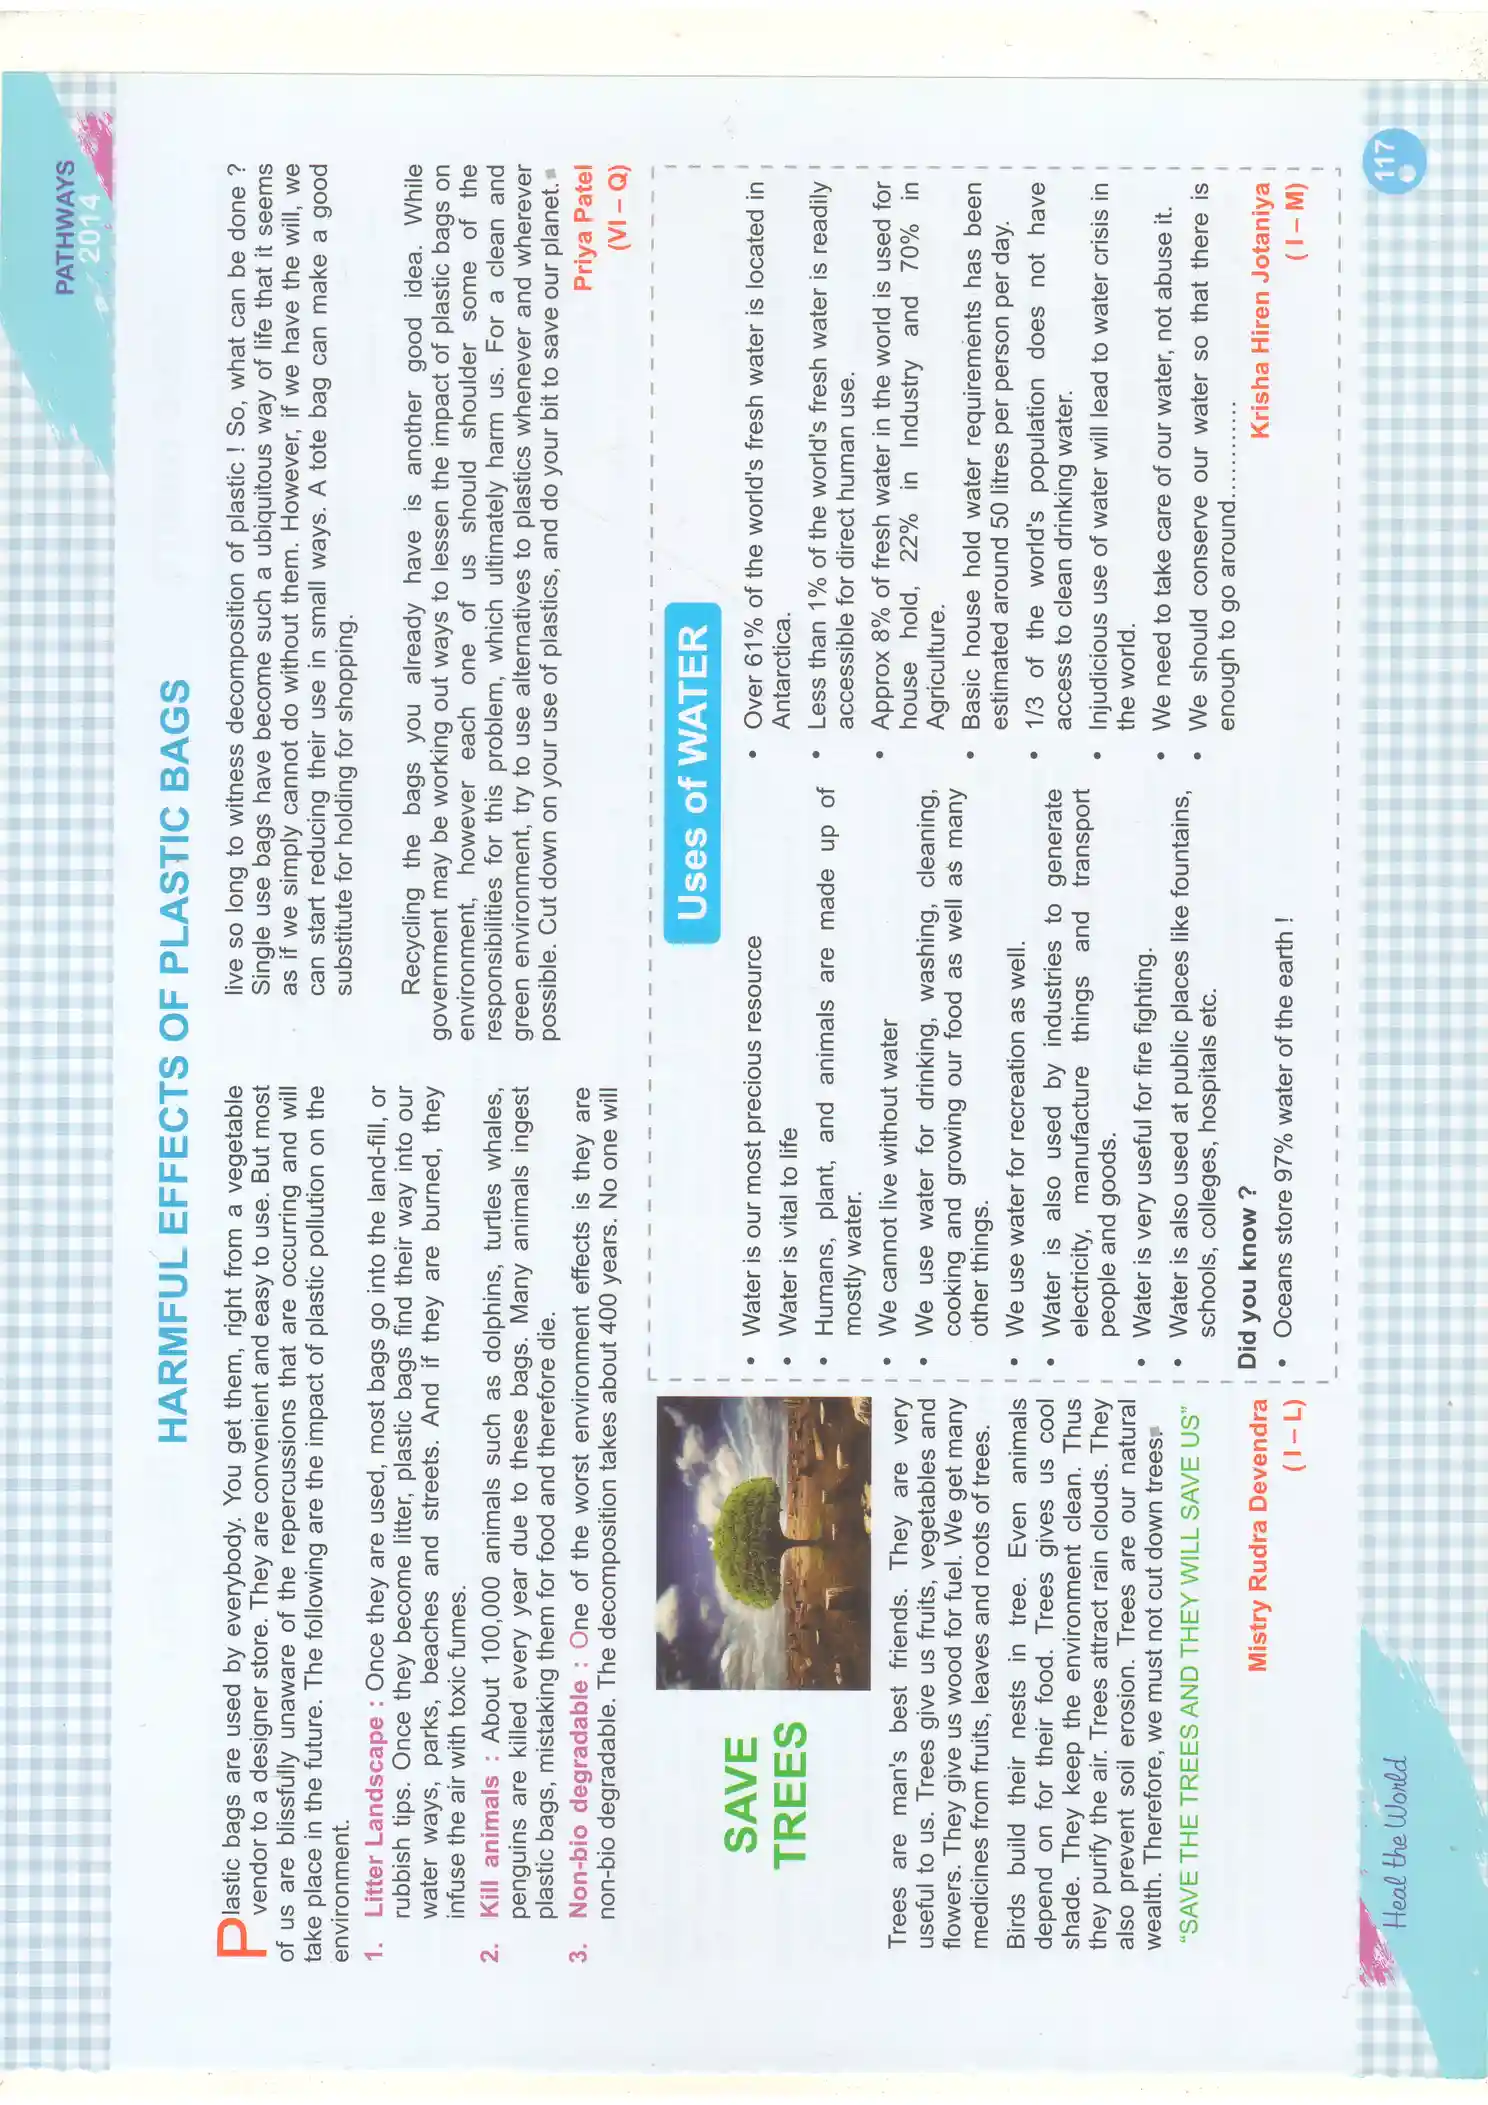 PATHWAYS
2014
HARMFUL EFFECTS OF PLASTIC BAGS
Plastic bags are used by everybody. You get them, right from a vegetable
vendor to a designer store. They are convenient and easy to use. But most
of us are blissfully unaware of the repercussions that are occurring and will
take place in the future. The following are the impact of plastic pollution on the
environment.
1. Litter Landscape : Once they are used, most bags go into the land-fill, or
rubbish tips. Once they become litter, plastic bags find their way into our
water ways, parks, beaches and streets. And if they are burned, they
infuse the air with toxic fumes.
2. Kill animals : About 100,000 animals such as dolphins, turtles whales,
penguins are killed every year due to these bags. Many animals ingest
plastic bags, mistaking them for food and therefore die.
3. Non-bio degradable : One of the worst environment effects is they are
non-bio degradable. The decomposition takes about 400 years. No one will
live so long to witness decomposition of plastic ! So, what can be done ?
Single use bags have become such a ubiquitous way of life that it seems
as if we simply cannot do without them. However, if we have the will, we
can start reducing their use in small ways. A tote bag can make a good
substitute for holding for shopping.
Recycling the bags you already have is another good idea. While
government may be working out ways to lessen the impact of plastic bags on
environment, however each one of us should shoulder some of the
responsibilities for this problem, which ultimately harm us. For a clean and
green environment, try to use alternatives to plastics whenever and wherever
possible. Cut down on your use of plastics, and do your bit to save our planet.
Priya Patel
(VI – Q)
SAVE
TREES
Trees are man's best friends. They are very
useful to us. Trees give us fruits, vegetables and
flowers. They give us wood for fuel. We get many
medicines from fruits, leaves and roots of trees.
Birds build their nests in tree. Even animals
depend on for their food. Trees gives us cool
shade. They keep the environment clean. Thus
they purify the air. Trees attract rain clouds. They
also prevent soil erosion. Trees are our natural
wealth. Therefore, we must not cut down trees.
“SAVE THE TREES AND THEY WILL SAVE US”
Mistry Rudra Devendra
( I – L)
Uses of WATER
• Water is our most precious resource
• Water is vital to life
• Humans, plant, and animals are made up of
mostly water.
• We cannot live without water
• We use water for drinking, washing, cleaning,
cooking and growing our food as well as many
other things.
• We use water for recreation as well.
• Water is also used by industries to generate
electricity, manufacture things and transport
people and goods.
• Water is very useful for fire fighting.
• Water is also used at public places like fountains,
schools, colleges, hospitals etc.
Did you know ?
• Oceans store 97% water of the earth !
• Over 61% of the world's fresh water is located in
Antarctica.
• Less than 1% of the world's fresh water is readily
accessible for direct human use.
• Approx 8% of fresh water in the world is used for
house hold, 22% in Industry and 70% in
Agriculture.
• Basic house hold water requirements has been
estimated around 50 litres per person per day.
• 1/3 of the world's population does not have
access to clean drinking water.
• Injudicious use of water will lead to water crisis in
the world.
• We need to take care of our water, not abuse it.
• We should conserve our water so that there is
enough to go around............
Krisha Hiren Jotaniya
( I – M)
Heal the World
117